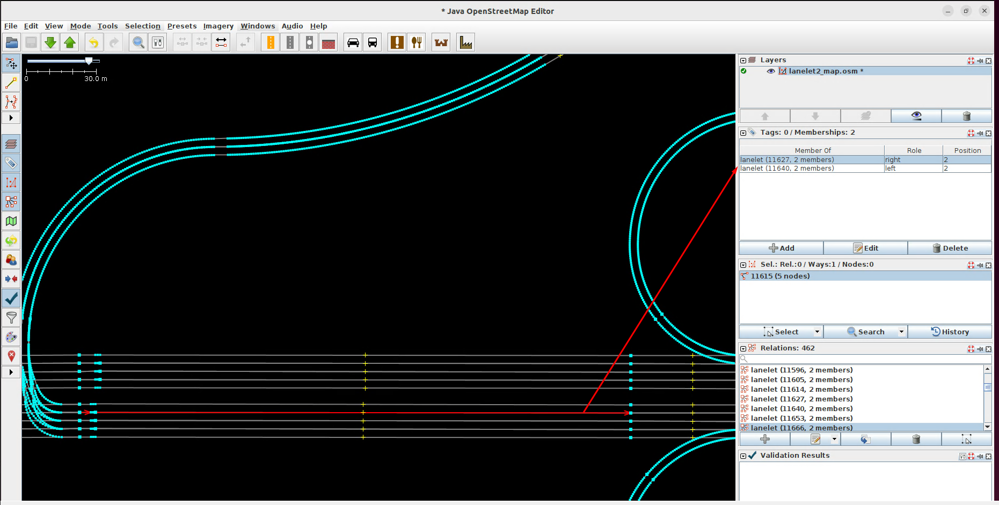 * Java OpenStreetMap Editor
File Edit View Mode Tools Selection Presets Imagery Windows Audio Help
0 30.0 m
Layers
lanelet2_map.osm *
Tags: 0 / Memberships: 2
Member Of Role Position
lanelet (11627, 2 members) right 2
lanelet (11640, 2 members) left 2
Add Edit Delete
Sel.: Rel.:0 / Ways:1 / Nodes:0
11615 (5 nodes)
Select Search History
Relations: 462
lanelet (11596, 2 members)
lanelet (11605, 2 members)
lanelet (11614, 2 members)
lanelet (11627, 2 members)
lanelet (11640, 2 members)
lanelet (11653, 2 members)
lanelet (11666, 2 members)
Validation Results